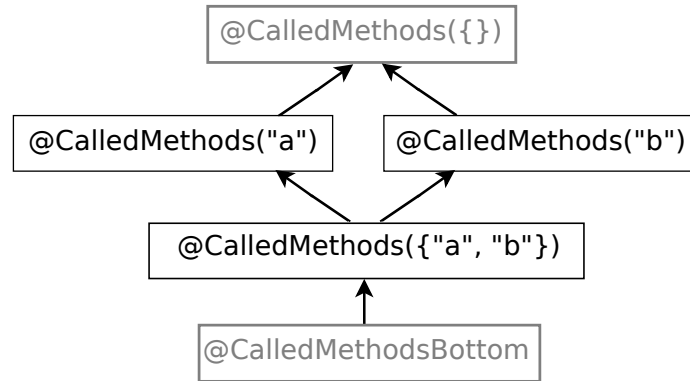 @CalledMethods({})
@CalledMethods("a")
@CalledMethods("b")
@CalledMethods({"a", "b"})
@CalledMethodsBottom